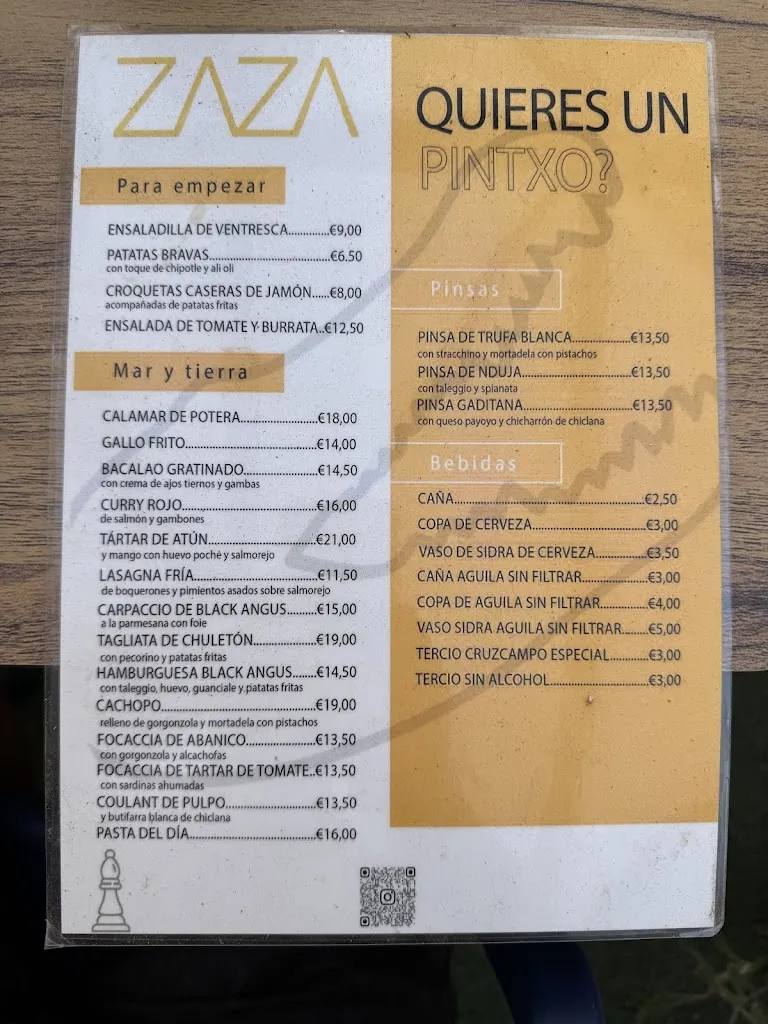 ZAZA
Para empezar
ENSALADILLA DE VENTRESCA.............€9,00
PATATAS BRAVAS.......................................€6.50
con toque de chipotle y ali oli
CROQUETAS CASERAS DE JAMÓN.....€8,00
acompañadas de patatas fritas
ENSALADA DE TOMATE Y BURRATA..€12,50
Mar y tierra
CALAMAR DE POTERA.........................€18,00
GALLO FRITO..........................................€14,00
BACALAO GRATINADO........................€14,50
con crema de ajos tiernos y gambas
CURRY ROJO...........................................€16,00
de salmón y gambones
TÁRTAR DE ATÚN...................................€21,00
y mango con huevo poché y salmorejo
LASAGNA FRÍA........................................€11,50
de boquerones y pimientos asados sobre salmorejo
CARPACCIO DE BLACK ANGUS.........€15,00
a la parmesana con foie
TAGLIATA DE CHULETÓN....................€19,00
con pecorino y patatas fritas
HAMBURGUESA BLACK ANGUS.......€14,50
con taleggio, huevo, guanciale y patatas fritas
CACHOPO..................................................€19,00
relleno de gorgonzola y mortadela con pistachos
FOCACCIA DE ABANICO......................€13,50
con gorgonzola y alcachofas
FOCACCIA DE TARTAR DE TOMATE..€13,50
con sardinas ahumadas
COULANT DE PULPO.............................€13,50
y butifarra blanca de chiclana
PASTA DEL DÍA.........................................€16,00
QUIERES UN
PINTXO?
Pinsas
PINSA DE TRUFA BLANCA...................€13,50
con stracchino y mortadela con pistachos
PINSA DE NDUJA...................................€13,50
con taleggio y spianata
PINSA GADITANA...................................€13,50
con queso payoyo y chicharrón de chiclana
Bebidas
CAÑA..............................................................€2,50
COPA DE CERVEZA.....................................€3,00
VASO DE SIDRA DE CERVEZA................€3,50
CAÑA AGUILA SIN FILTRAR....................€3,00
COPA DE AGUILA SIN FILTRAR...............€4,00
VASO SIDRA AGUILA SIN FILTRAR........€5,00
TERCIO CRUZCAMPO ESPECIAL............€3,00
TERCIO SIN ALCOHOL................................€3,00